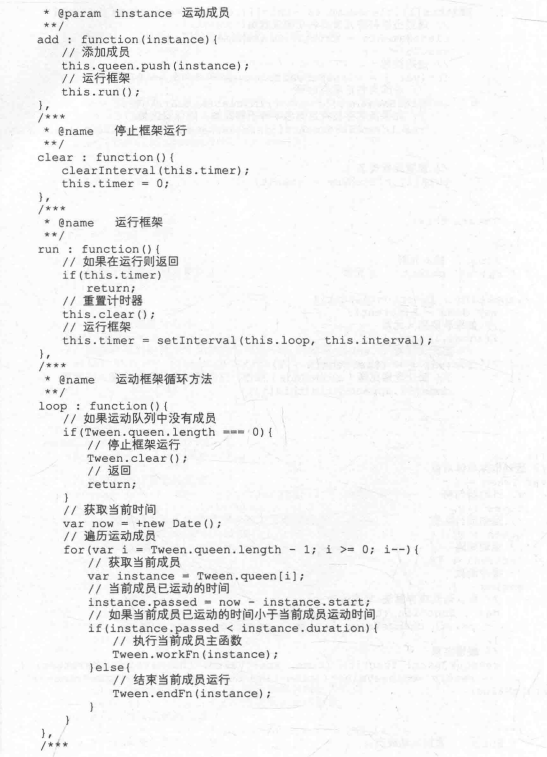 * @param  instance 运动成员
 **/
add : function(instance){
    // 添加成员
    this.queen.push(instance);
    // 运行框架
    this.run();
},
/***
 * @name   停止框架运行
 **/
clear : function(){
    clearInterval(this.timer);
    this.timer = 0;
},
/***
 * @name   运行框架
 **/
run : function(){
    // 如果在运行则返回
    if(this.timer)
        return;
    // 重置计时器
    this.clear();
    // 运行框架
    this.timer = setInterval(this.loop, this.interval);
},
/***
 * @name   运动框架循环方法
 **/
loop : function(){
    // 如果运动队列中没有成员
    if(Tween.queen.length === 0){
        // 停止框架运行
        Tween.clear();
        // 返回
        return;
    }
    // 获取当前时间
    var now = +new Date();
    // 遍历运动成员
    for(var i = Tween.queen.length - 1; i >= 0; i--){
        // 获取当前成员
        var instance = Tween.queen[i];
        // 当前成员已运动的时间
        instance.passed = now - instance.start;
        // 如果当前成员已运动的时间小于当前成员运动时间
        if(instance.passed < instance.duration){
            // 执行当前成员主函数
            Tween.workFn(instance);
        }else{
            // 结束当前成员运行
            Tween.endFn(instance);
        }
    }
},
/***